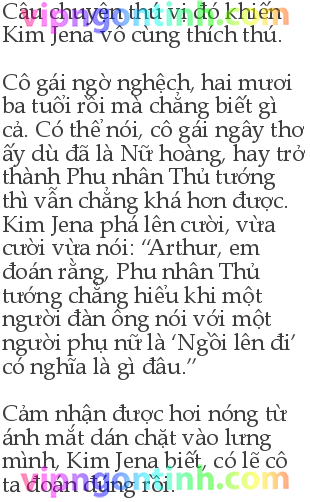 Câu chuyện thú vị đó khiến
Kim Jena vô cùng thích thú.
vipngontinh.com
Cô gái ngờ nghệch, hai mươi
ba tuổi rồi mà chẳng biết gì
cả. Có thể nói, cô gái ngây thơ
ấy dù đã là Nữ hoàng, hay trở
thành Phu nhân Thủ tướng
thì vẫn chẳng khá hơn được.
Kim Jena phá lên cười, vừa
cười vừa nói: “Arthur, em
đoán rằng, Phu nhân Thủ
tướng chẳng hiểu khi một
người đàn ông nói với một
người phụ nữ là ‘Ngồi lên đi’
có nghĩa là gì đâu.”
Cảm nhận được hơi nóng từ
ánh mắt dán chặt vào lưng
mình, Kim Jena biết, có lẽ cô
ta đoán đúng rồi.
vipngontinh.com